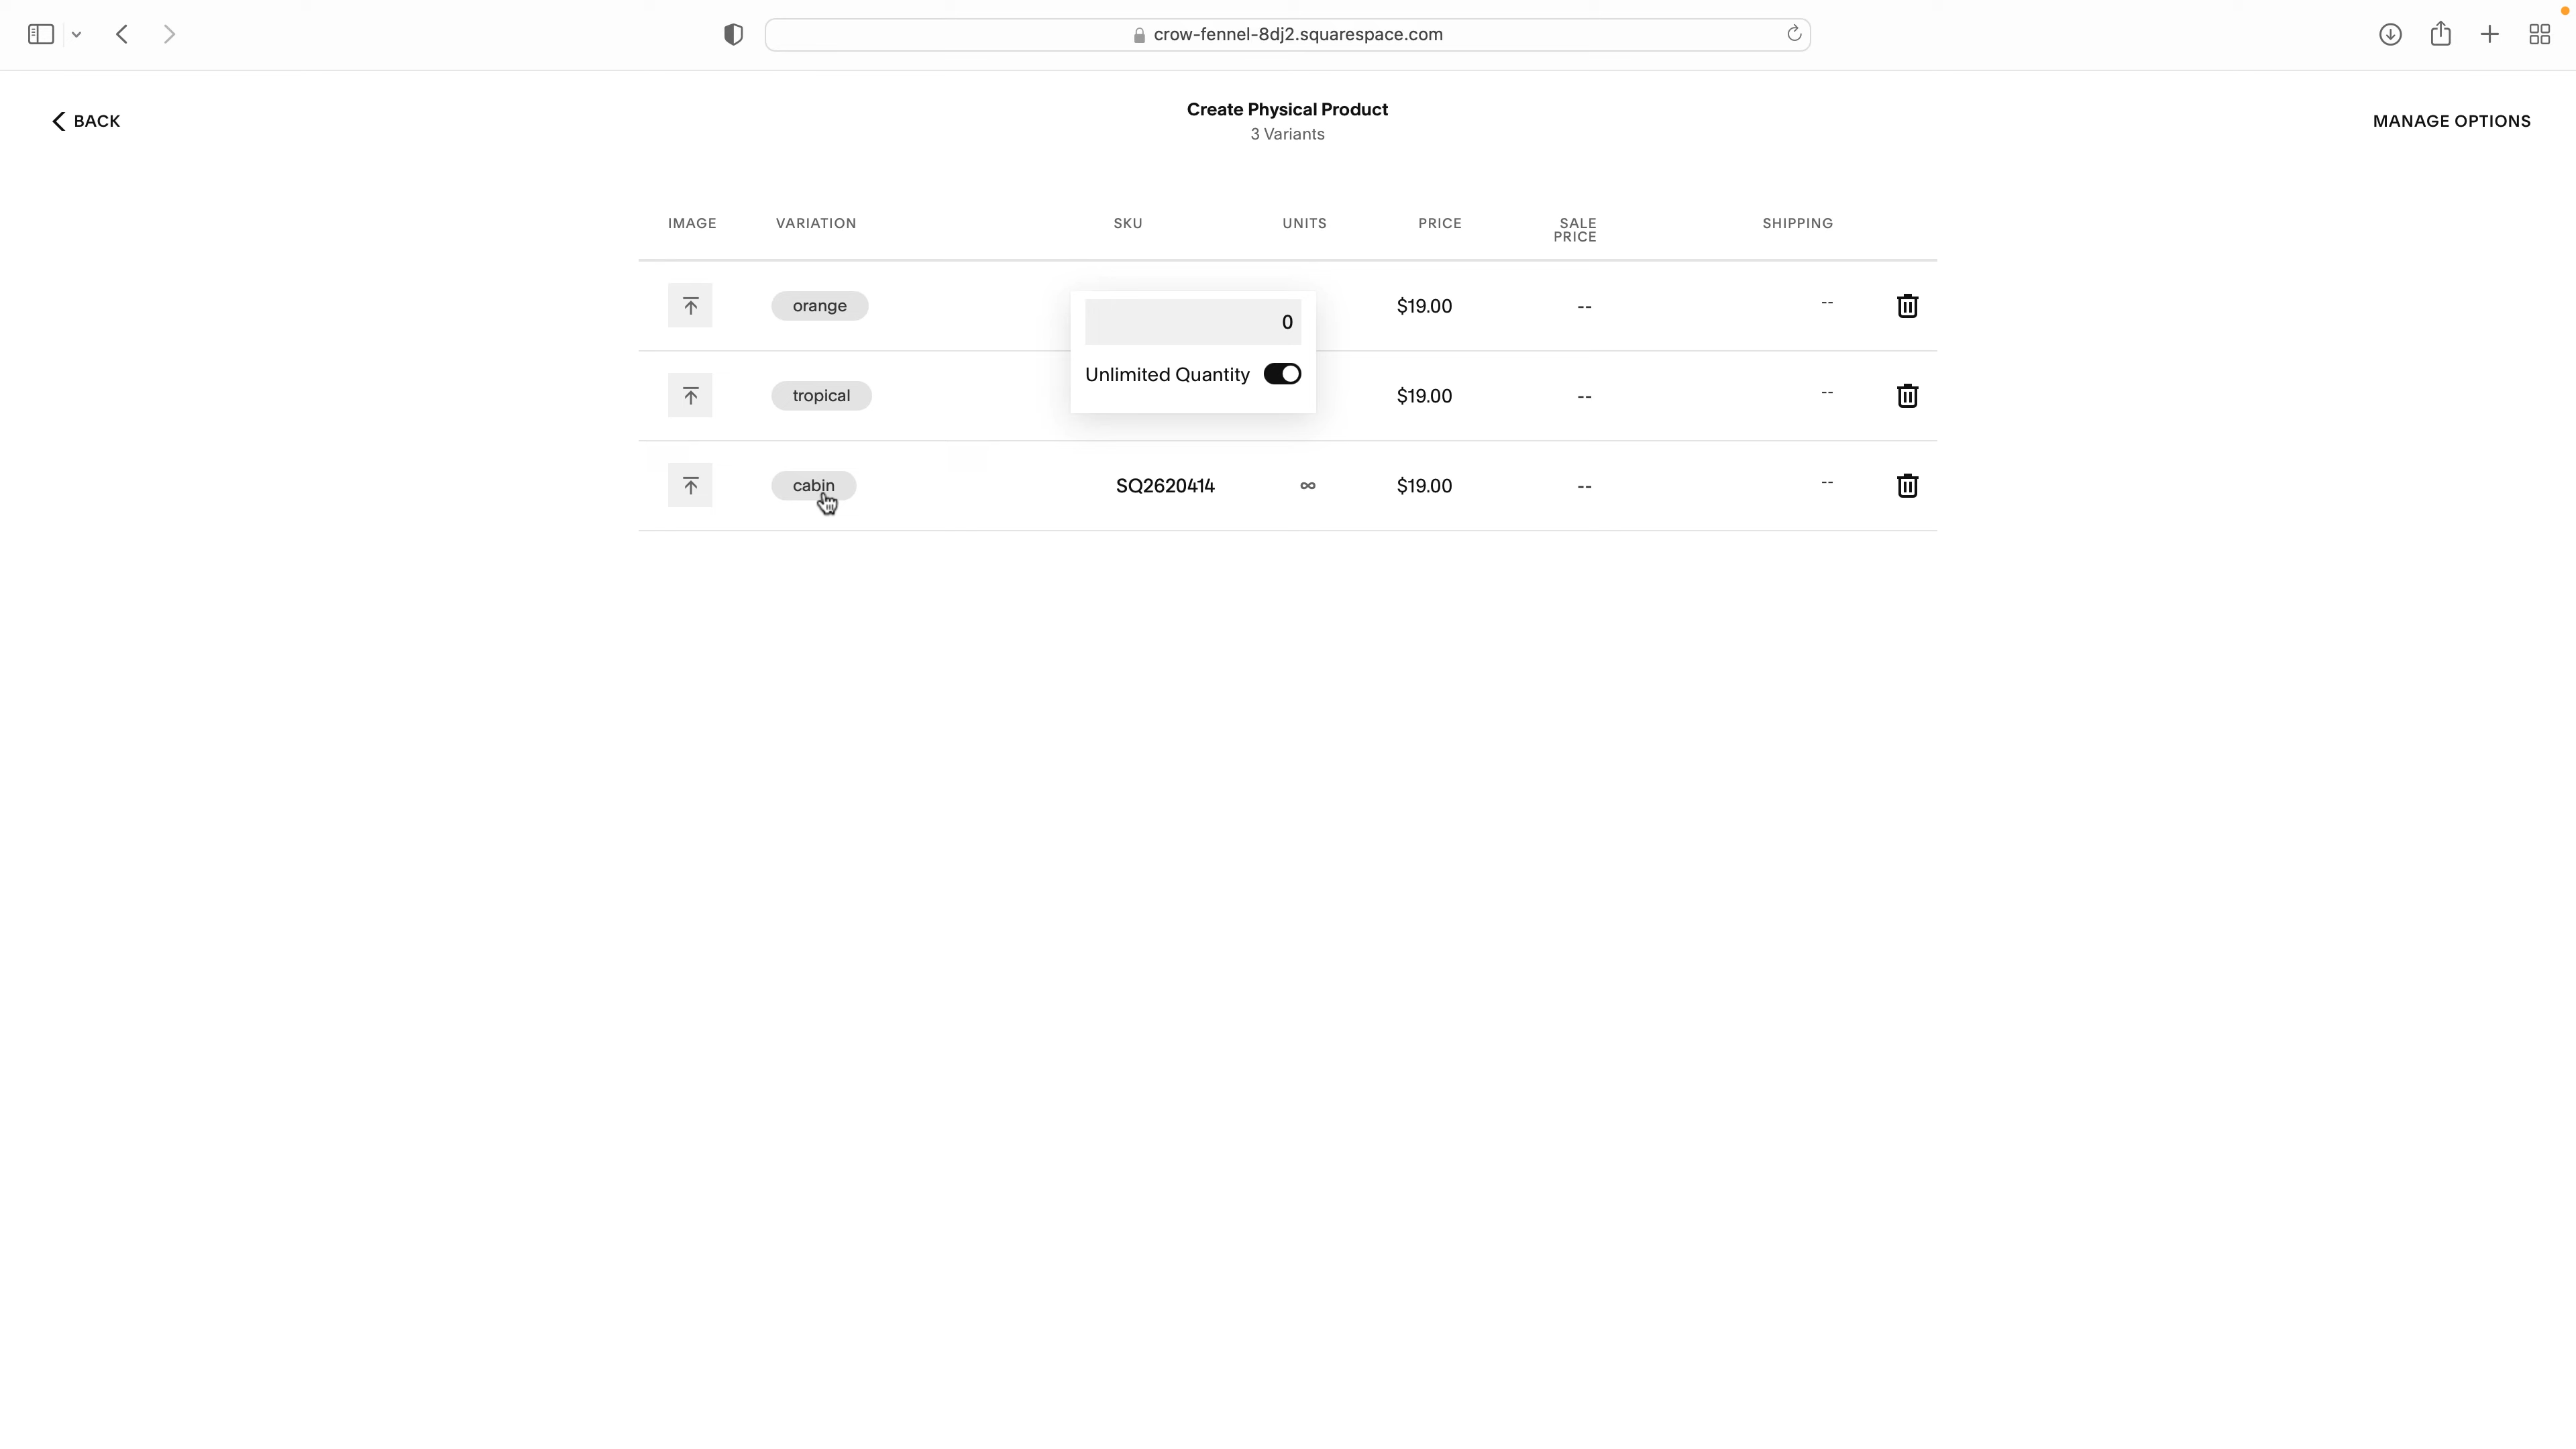 crow-fennel-8dj2.squarespace.com
BACK
Create Physical Product
3 Variants
MANAGE OPTIONS
IMAGE VARIATION SKU UNITS PRICE SALE PRICE SHIPPING
orange $19.00 -- --
0
Unlimited Quantity
tropical $19.00 -- --
cabin SQ2620414 ∞ $19.00 -- --